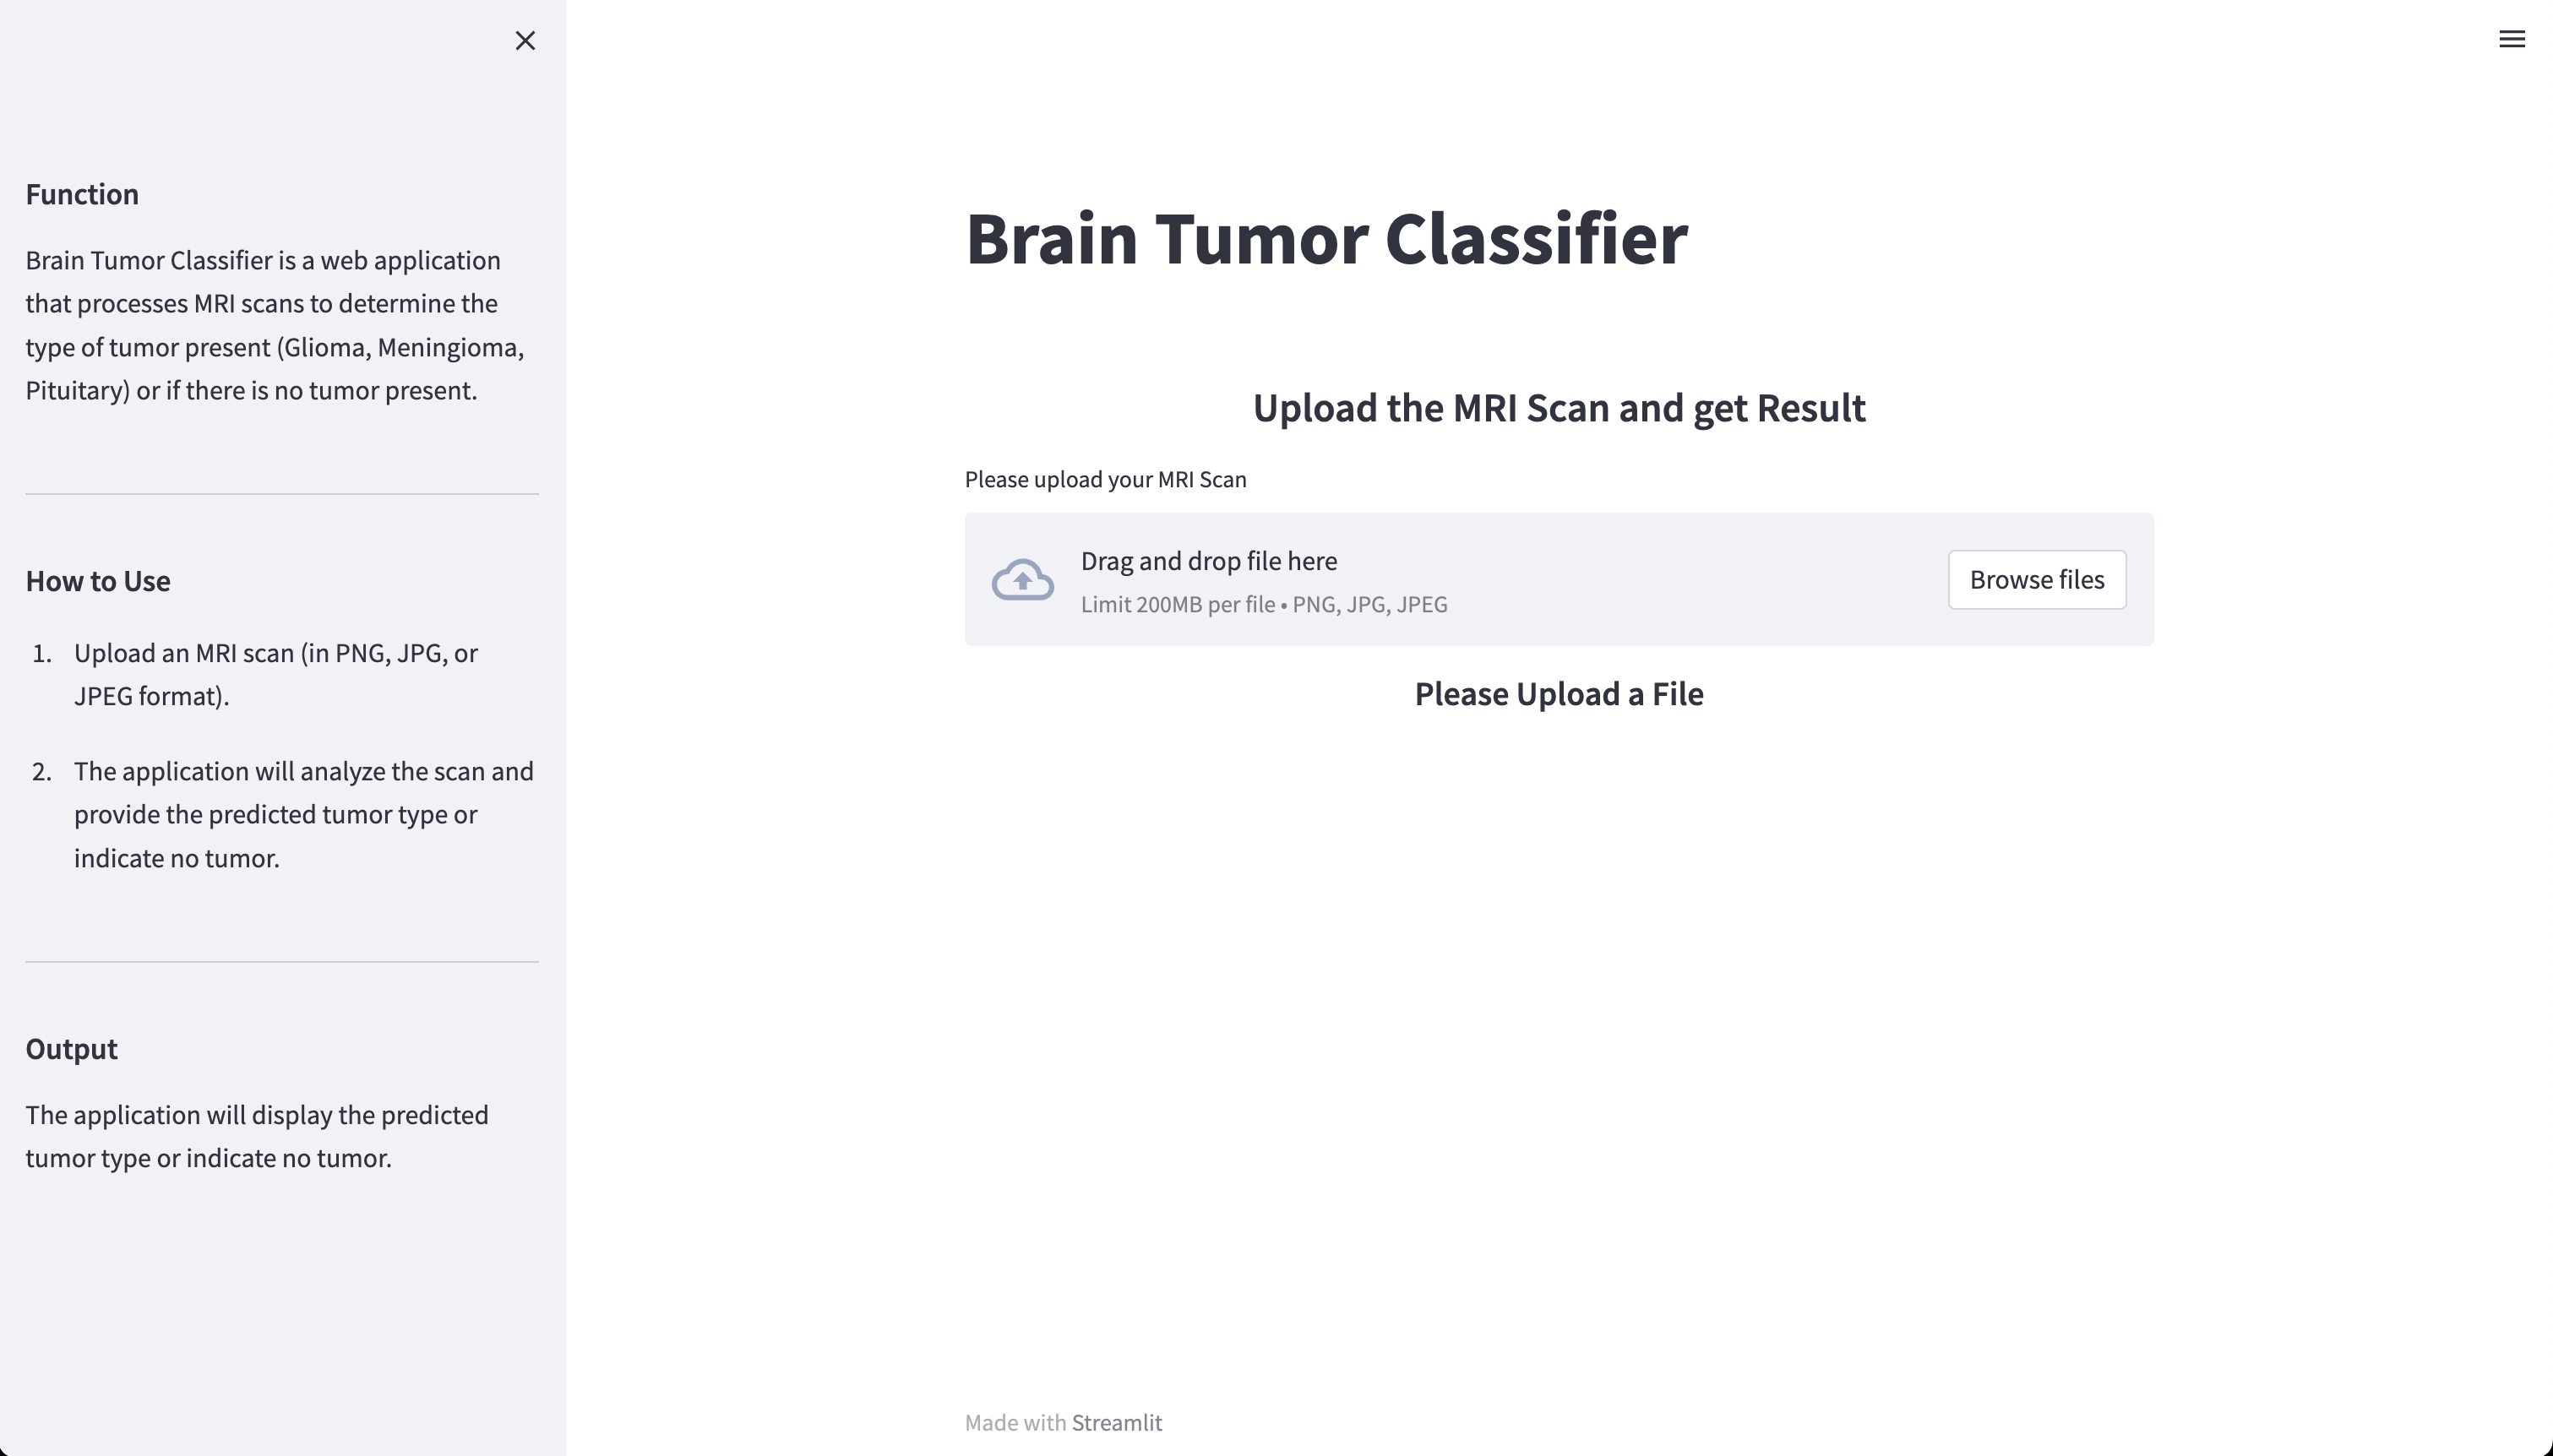 Function
Brain Tumor Classifier is a web application
that processes MRI scans to determine the
type of tumor present (Glioma, Meningioma,
Pituitary) or if there is no tumor present.
How to Use
1. Upload an MRI scan (in PNG, JPG, or
JPEG format).
2. The application will analyze the scan and
provide the predicted tumor type or
indicate no tumor.
Output
The application will display the predicted
tumor type or indicate no tumor.
Brain Tumor Classifier
Upload the MRI Scan and get Result
Please upload your MRI Scan
Drag and drop file here
Limit 200MB per file • PNG, JPG, JPEG
Browse files
Please Upload a File
Made with Streamlit